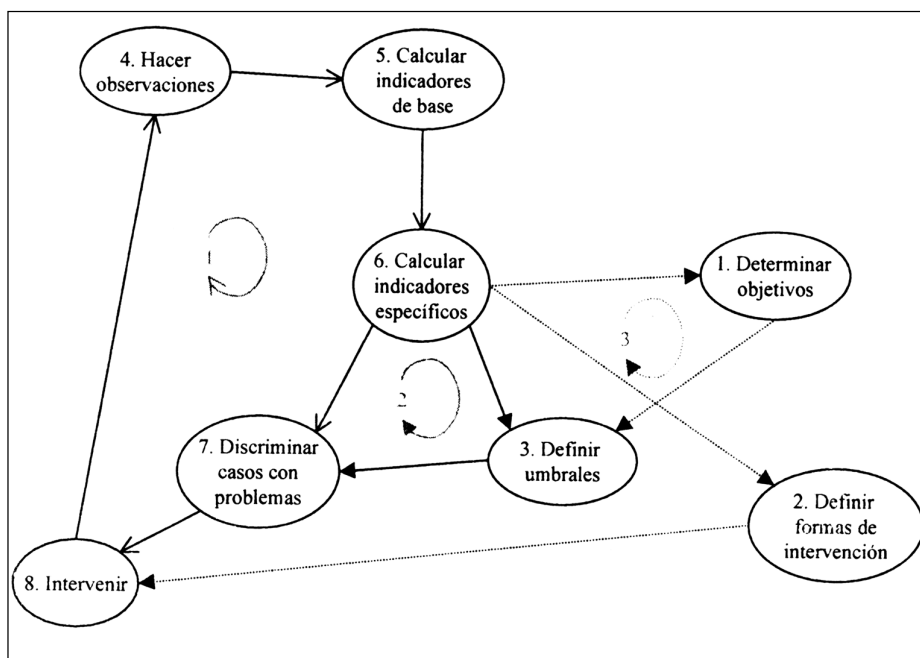 4. Hacer
observaciones
5. Calcular
indicadores
de base
6. Calcular
indicadores
específicos
1. Determinar
objetivos
3
2
7. Discriminar
casos con
problemas
3. Definir
umbrales
2. Definir
formas de
intervención
8. Intervenir